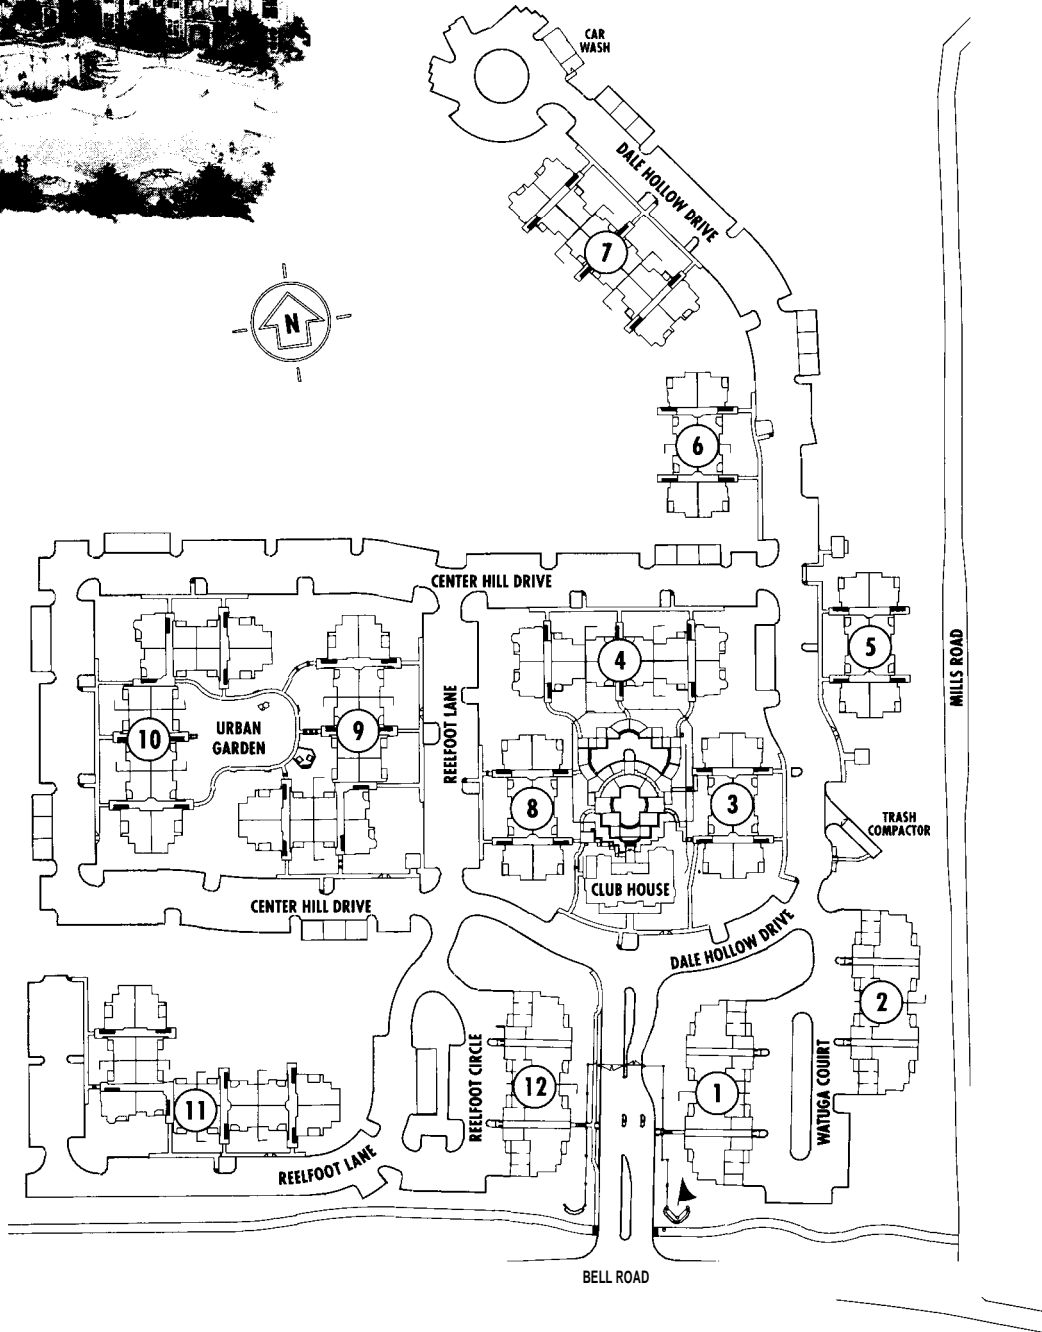 CAR
WASH
DALE HOLLOW DRIVE
7
N
6
CENTER HILL DRIVE
5
4
MILLS ROAD
REELFOOT LANE
URBAN
GARDEN
10
9
8
3
TRASH
COMPACTOR
CLUB HOUSE
CENTER HILL DRIVE
DALE HOLLOW DRIVE
2
REELFOOT CIRCLE
12
1
WATUGA COUIRT
11
REELFOOT LANE
BELL ROAD